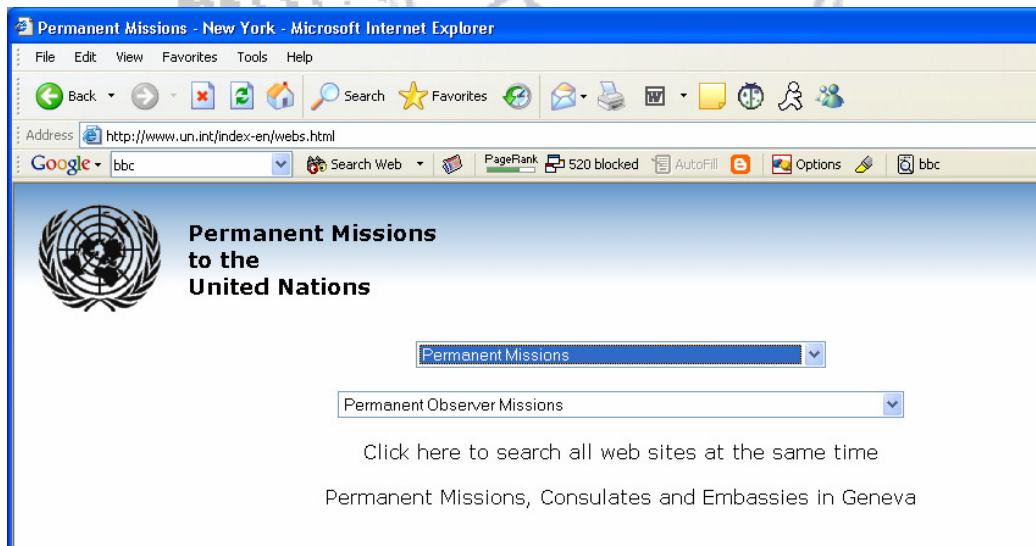 Permanent Missions - New York - Microsoft Internet Explorer
File Edit View Favorites Tools Help
Back Search Favorites
Address http://www.un.int/index-en/webs.html
Google bbc Search Web PageRank 520 blocked AutoFill Options bbc
Permanent Missions
to the
United Nations
Permanent Missions
Permanent Observer Missions
Click here to search all web sites at the same time
Permanent Missions, Consulates and Embassies in Geneva